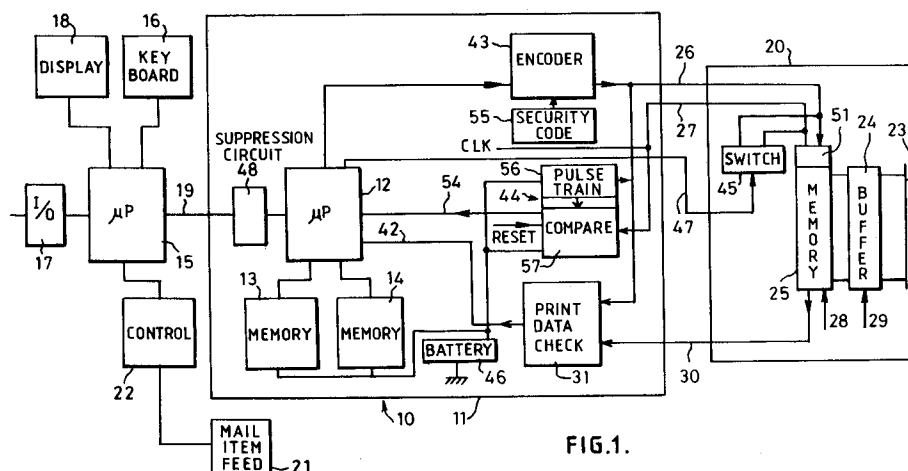 18
DISPLAY
16
KEY
BOARD
I/O
17
µP
15
19
SUPPRESSION
CIRCUIT
48
CONTROL
22
MAIL
ITEM
FEED
21
43
ENCODER
55
SECURITY
CODE
CLK
12
µP
54
42
56
PULSE
TRAIN
44
RESET
COMPARE
57
13
MEMORY
14
MEMORY
BATTERY
46
PRINT
DATA
CHECK
31
10
11
26
27
20
SWITCH
45
47
51
MEMORY
25
24
BUFFER
23
28
29
30
FIG.1.